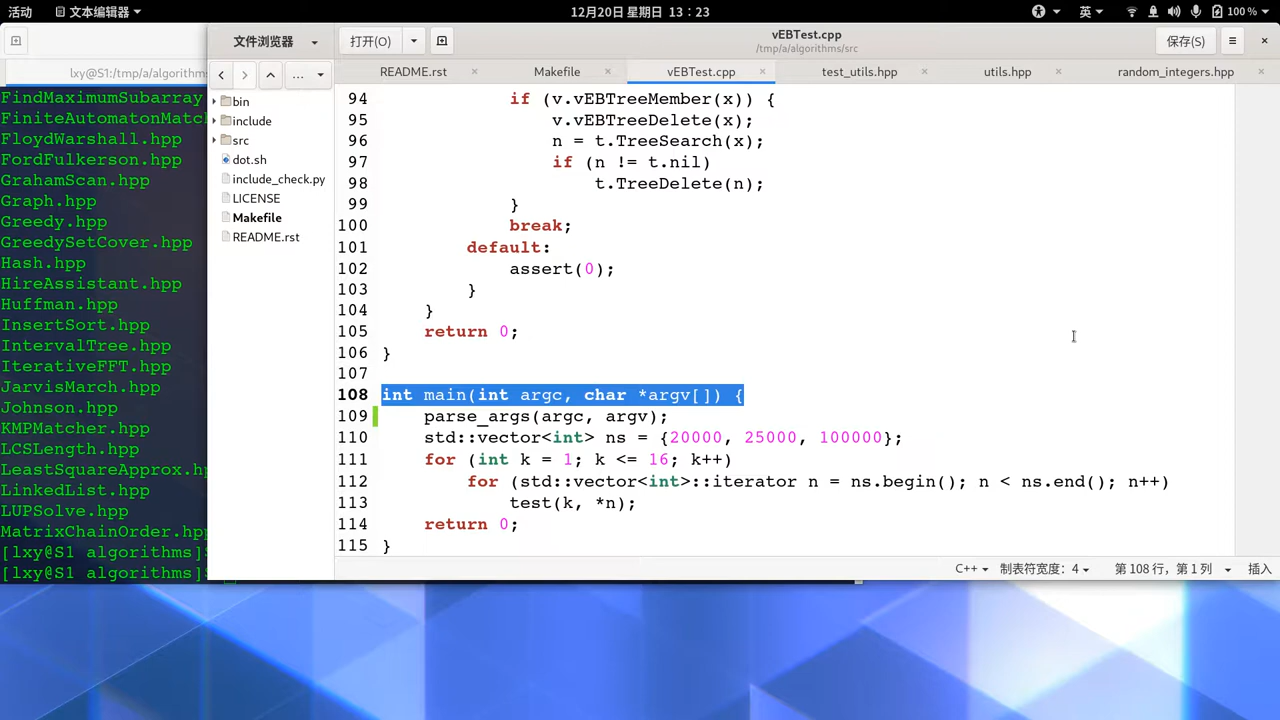 活动 文本编辑器 12月20日 星期日 13：23 英 100 %
文件浏览器 打开(O) vEBTest.cpp 保存(S)
/tmp/a/algorithms/src
lxy@S1:/tmp/a/algorithms
README.rst Makefile vEBTest.cpp test_utils.hpp utils.hpp random_integers.hpp
...
bin
include
src
dot.sh
include_check.py
LICENSE
Makefile
README.rst
FindMaximumSubarray
FiniteAutomatonMatc
FloydWarshall.hpp
FordFulkerson.hpp
GrahamScan.hpp
Graph.hpp
Greedy.hpp
GreedySetCover.hpp
Hash.hpp
HireAssistant.hpp
Huffman.hpp
InsertSort.hpp
IntervalTree.hpp
IterativeFFT.hpp
JarvisMarch.hpp
Johnson.hpp
KMPMatcher.hpp
LCSLength.hpp
LeastSquareApprox.h
LinkedList.hpp
LUPSolve.hpp
MatrixChainOrder.hp
[lxy@S1 algorithms]
[lxy@S1 algorithms]
94 if (v.vEBTreeMember(x)) {
95 v.vEBTreeDelete(x);
96 n = t.TreeSearch(x);
97 if (n != t.nil)
98 t.TreeDelete(n);
99 }
100 break;
101 default:
102 assert(0);
103 }
104 }
105 return 0;
106 }
107
108 int main(int argc, char *argv[]) {
109 parse_args(argc, argv);
110 std::vector<int> ns = {20000, 25000, 100000};
111 for (int k = 1; k <= 16; k++)
112 for (std::vector<int>::iterator n = ns.begin(); n < ns.end(); n++)
113 test(k, *n);
114 return 0;
115 }
C++ 制表符宽度：4 第 108 行，第 1 列 插入